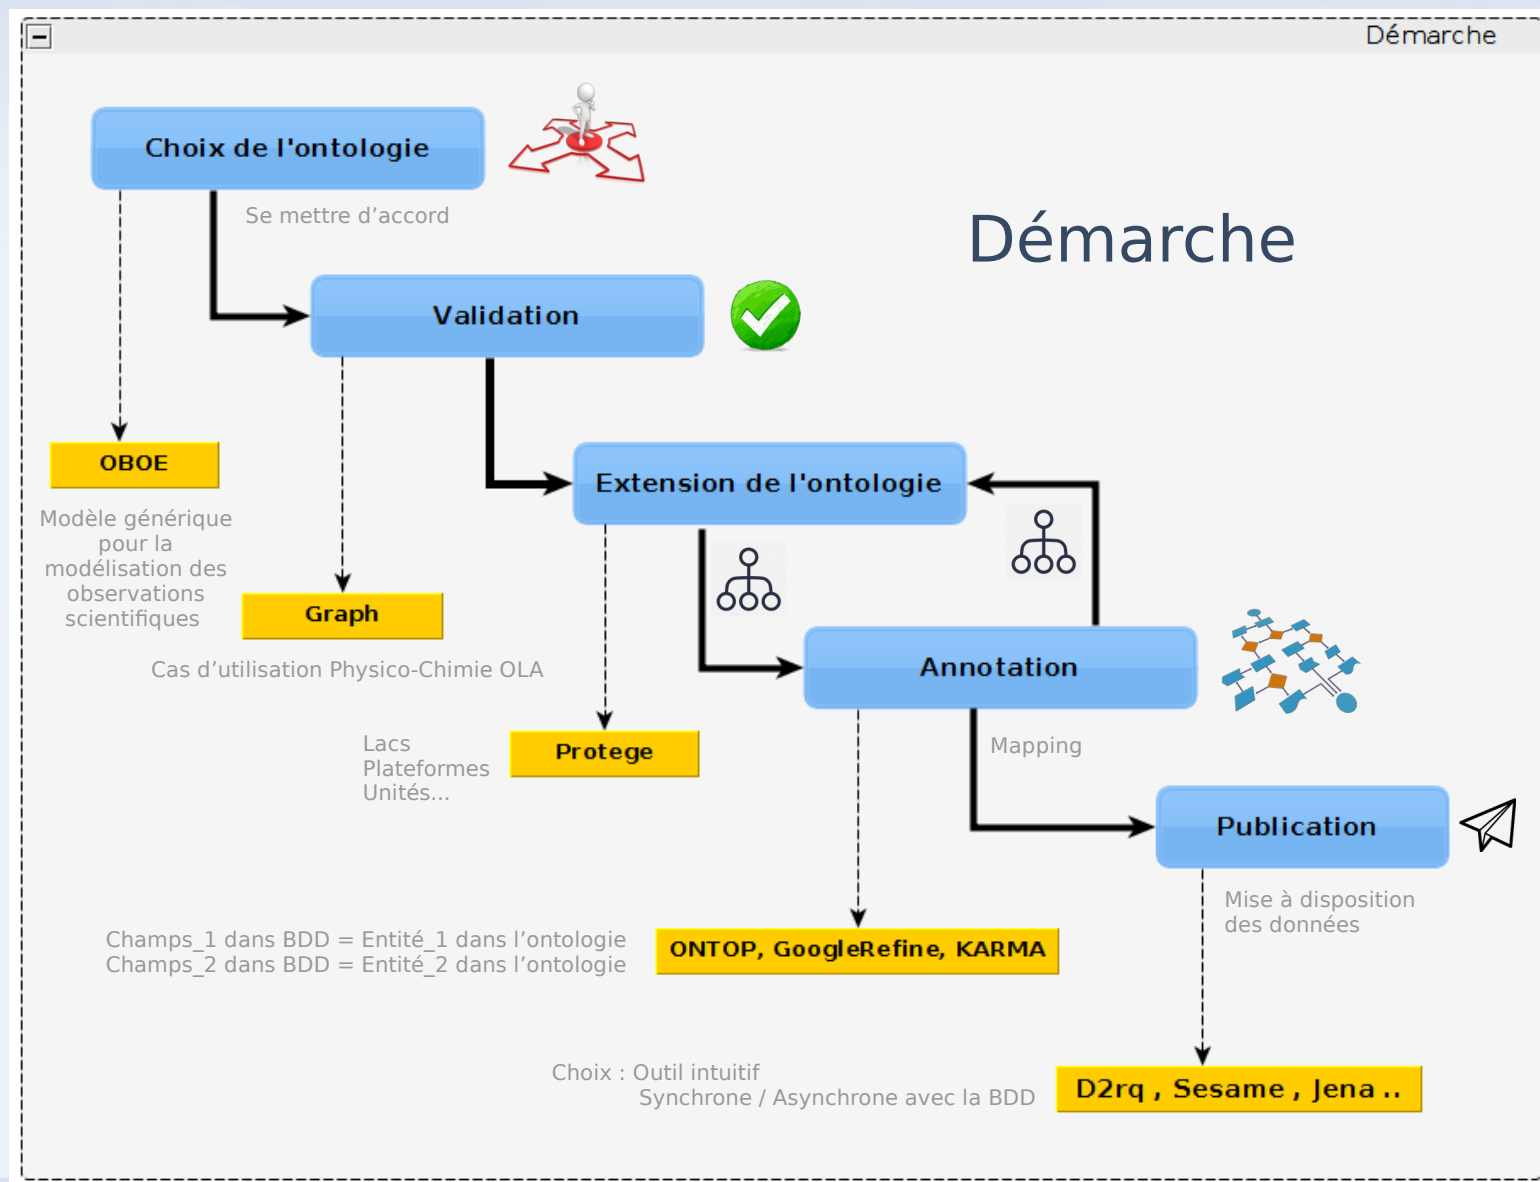 Démarche
Choix de l'ontologie
Se mettre d’accord
Démarche
Validation
OBOE
Modèle générique
pour la
modélisation des
observations
scientifiques
Extension de l'ontologie
Graph
Cas d’utilisation Physico-Chimie OLA
Annotation
Lacs
Plateformes
Unités...
Protege
Mapping
Publication
Mise à disposition
des données
Champs_1 dans BDD = Entité_1 dans l’ontologie
Champs_2 dans BDD = Entité_2 dans l’ontologie
ONTOP, GoogleRefine, KARMA
Choix : Outil intuitif
Synchrone / Asynchrone avec la BDD
D2rq , Sesame , Jena ..